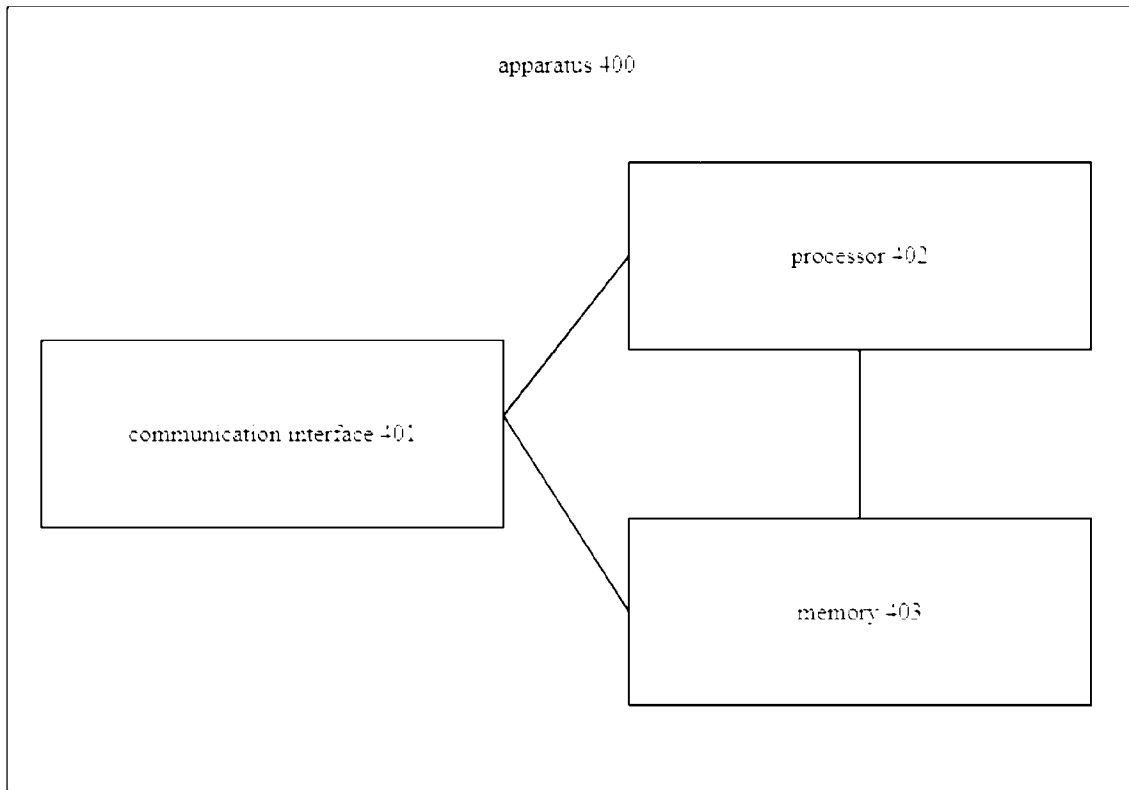 apparatus 400
processor 402
communication interface 401
memory 403